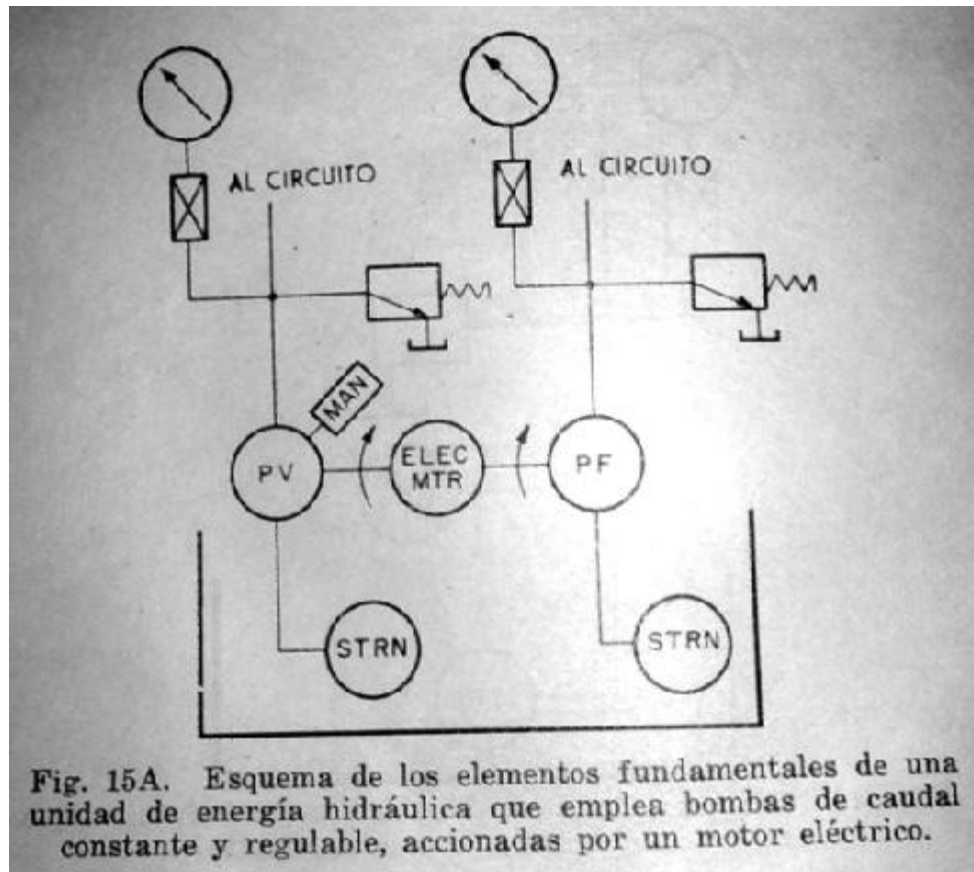 AL CIRCUITO
AL CIRCUITO
MAN
PV
ELEC
MTR
PF
STRN
STRN
Fig. 15A. Esquema de los elementos fundamentales de una
unidad de energía hidráulica que emplea bombas de caudal
constante y regulable, accionadas por un motor eléctrico.